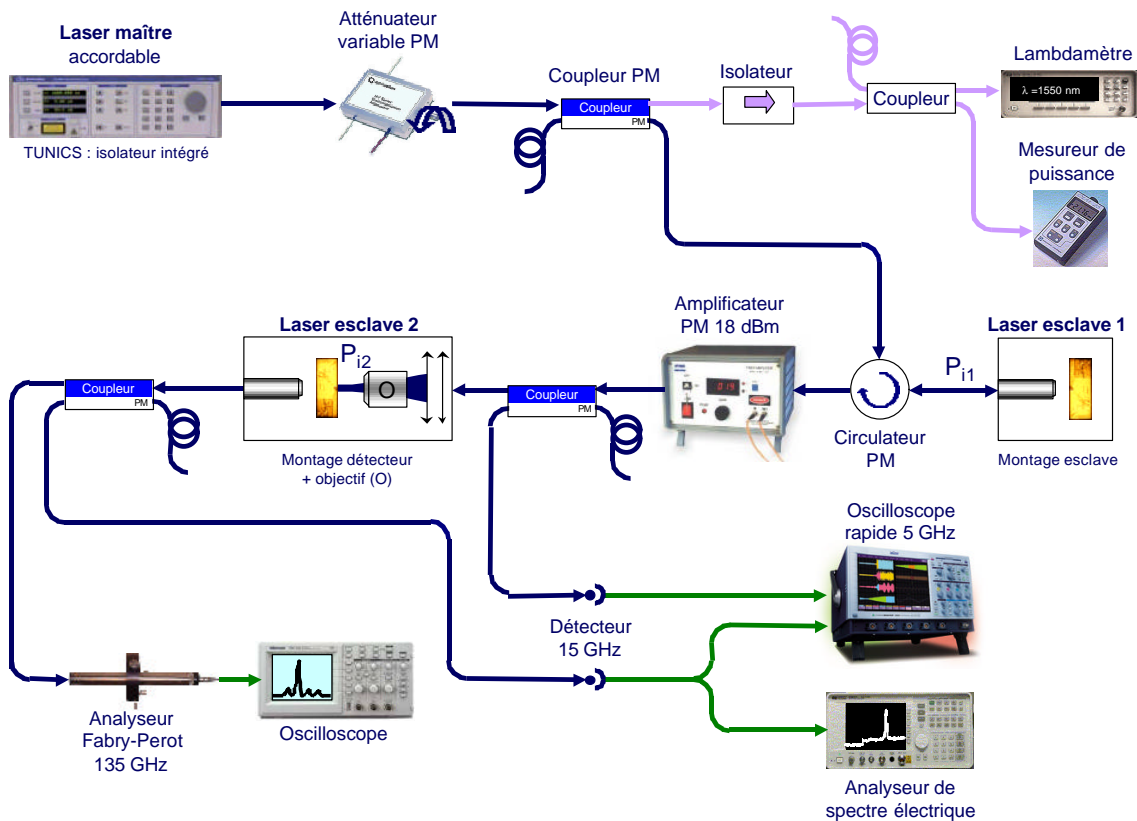 Laser maître
accordable
TUNICS : isolateur intégré
Atténuateur
variable PM
Coupleur PM
Coupleur
PM
Isolateur
Coupleur
Lambdamètre
λ =1550 nm
Mesureur de
puissance
Amplificateur
PM 18 dBm
Laser esclave 1
Pi1
Circulateur
PM
Montage esclave
Laser esclave 2
Pi2
O
Montage détecteur
+ objectif (O)
Coupleur
PM
Coupleur
PM
Oscilloscope
rapide 5 GHz
Détecteur
15 GHz
Analyseur
Fabry-Perot
135 GHz
Oscilloscope
Analyseur de
spectre électrique